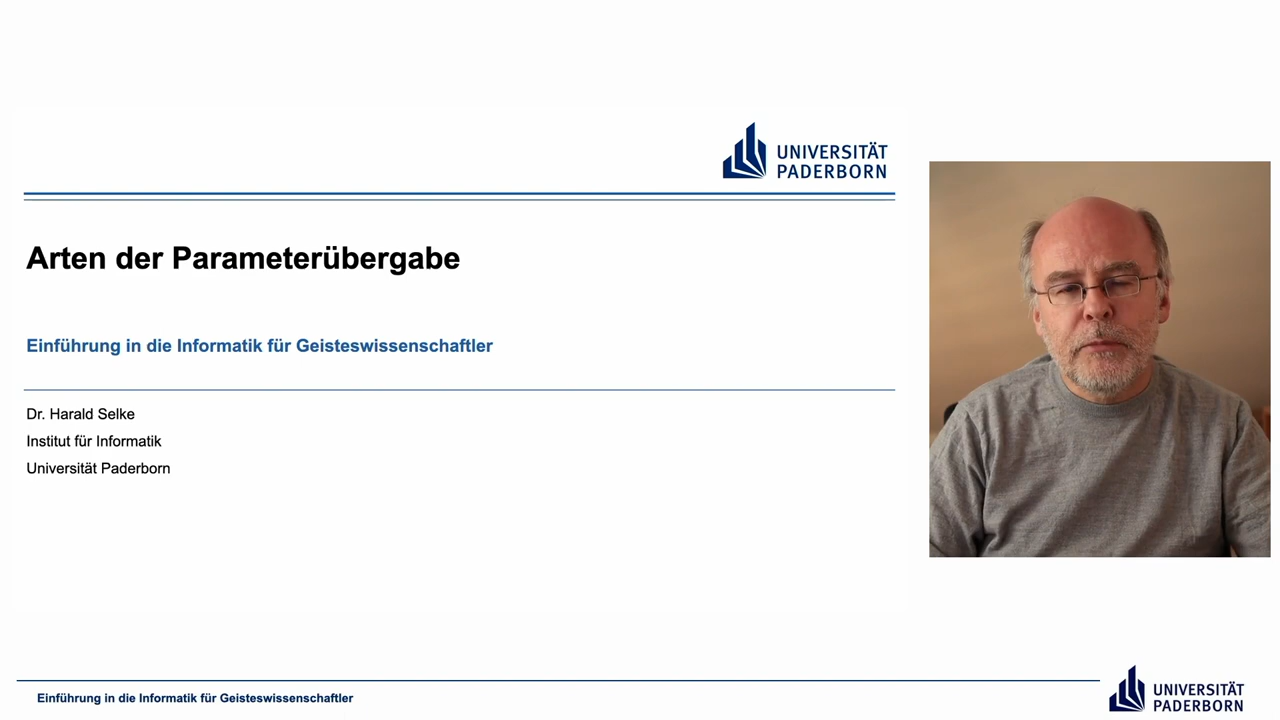 UNIVERSITÄT
PADERBORN
Arten der Parameterübergabe
Einführung in die Informatik für Geisteswissenschaftler
Dr. Harald Selke
Institut für Informatik
Universität Paderborn
Einführung in die Informatik für Geisteswissenschaftler
UNIVERSITÄT
PADERBORN